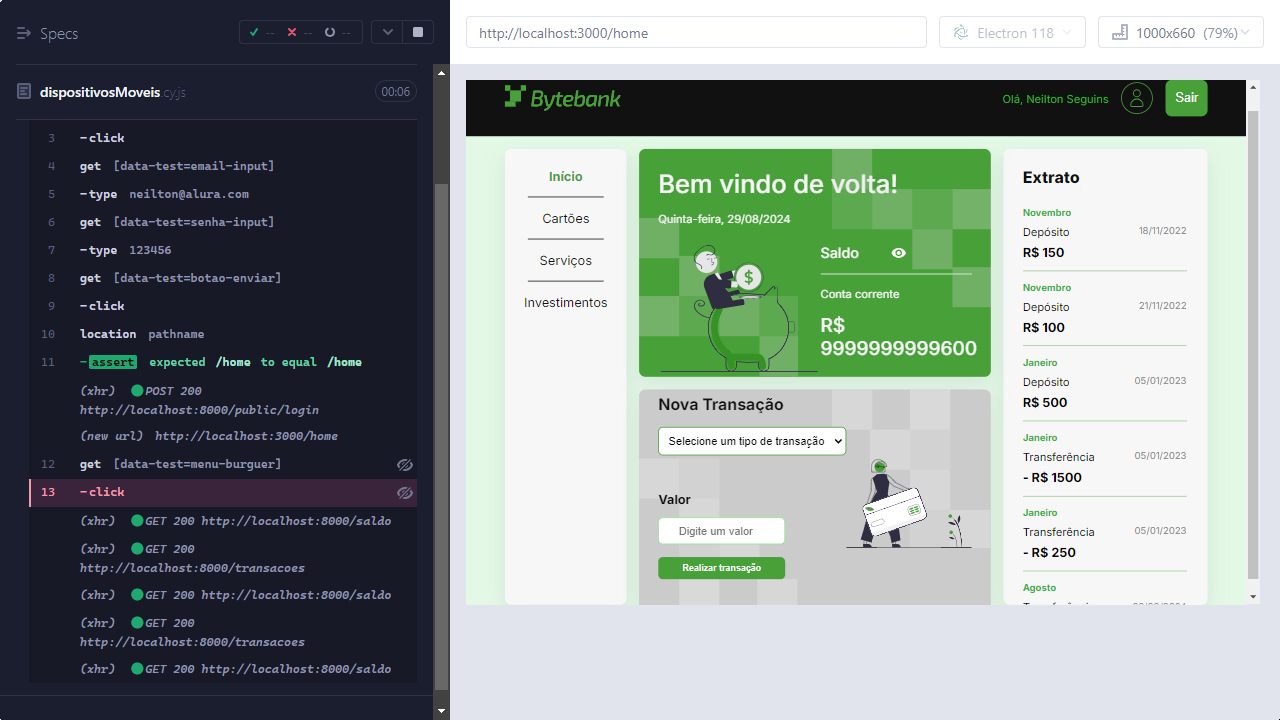 Specs
--
--
--
http://localhost:3000/home
Electron 118
1000x660 (79%)
dispositivosMoveis.cy.js
00:06
3 -click
4 get [data-test=email-input]
5 -type neilton@alura.com
6 get [data-test=senha-input]
7 -type 123456
8 get [data-test=botao-enviar]
9 -click
10 location pathname
11 -assert expected /home to equal /home
(xhr) POST 200
http://localhost:8000/public/login
(new url) http://localhost:3000/home
12 get [data-test=menu-burguer]
13 -click
(xhr) GET 200 http://localhost:8000/saldo
(xhr) GET 200
http://localhost:8000/transacoes
(xhr) GET 200 http://localhost:8000/saldo
(xhr) GET 200
http://localhost:8000/transacoes
(xhr) GET 200 http://localhost:8000/saldo
Bytebank
Olá, Neilton Seguins
Sair
Início
Cartões
Serviços
Investimentos
Bem vindo de volta!
Quinta-feira, 29/08/2024
$
Saldo
Conta corrente
R$
9999999999600
Nova Transação
Selecione um tipo de transação
Valor
Digite um valor
Realizar transação
Extrato
Novembro
Depósito 18/11/2022
R$ 150
Novembro
Depósito 21/11/2022
R$ 100
Janeiro
Depósito 05/01/2023
R$ 500
Janeiro
Transferência 05/01/2023
- R$ 1500
Janeiro
Transferência 05/01/2023
- R$ 250
Agosto